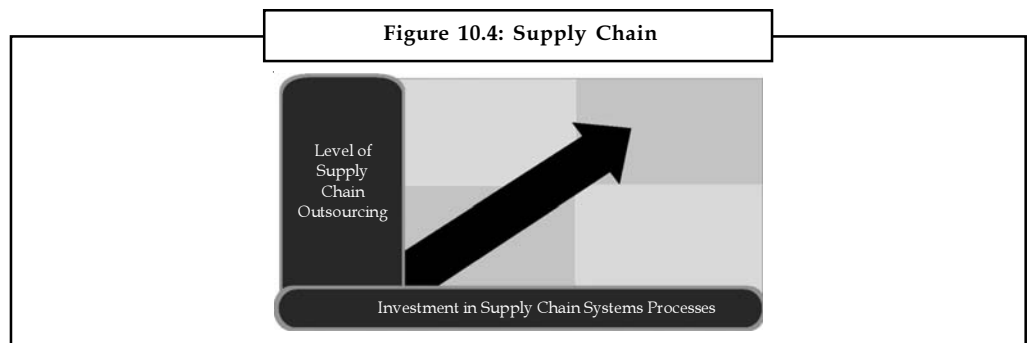 Figure 10.4: Supply Chain
Level of
Supply
Chain
Outsourcing
Investment in Supply Chain Systems Processes